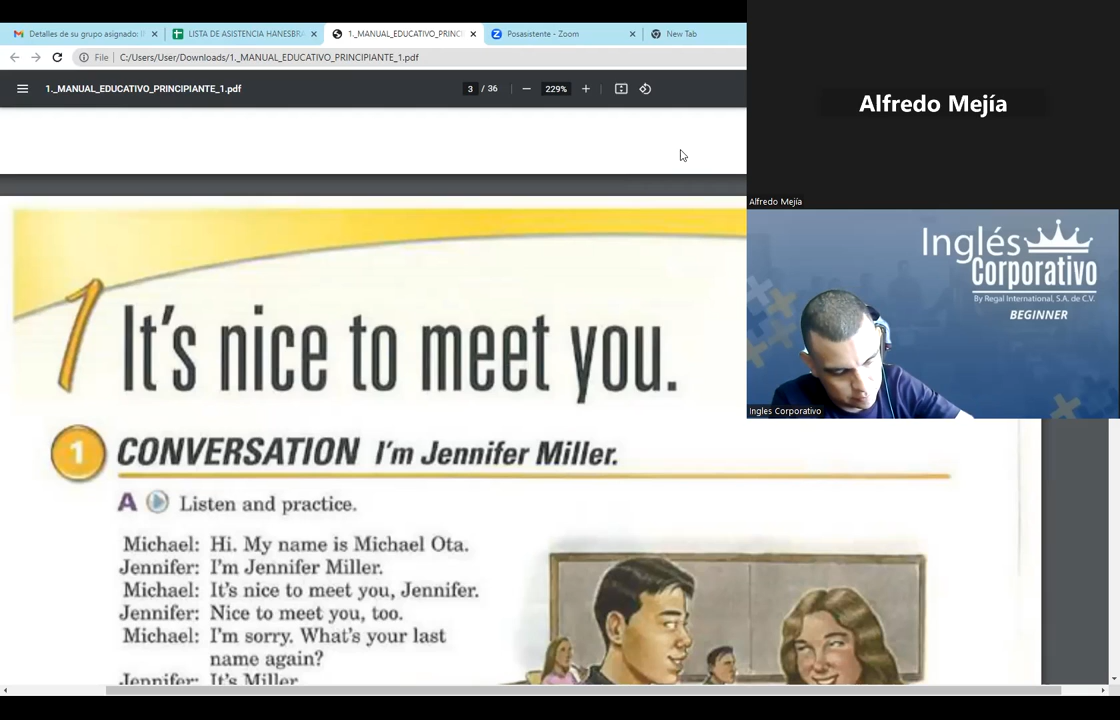 Detalles de su grupo asignado: I
LISTA DE ASISTENCIA HANESBRA
1._MANUAL_EDUCATIVO_PRINCI
Posasistente - Zoom
New Tab
File
C:/Users/User/Downloads/1._MANUAL_EDUCATIVO_PRINCIPIANTE_1.pdf
1._MANUAL_EDUCATIVO_PRINCIPIANTE_1.pdf
3 / 36
229%
Alfredo Mejía
Alfredo Mejía
Inglés
Corporativo
By Regal International, S.A. de C.V.
BEGINNER
Ingles Corporativo
1 It's nice to meet you.
1 CONVERSATION I'm Jennifer Miller.
A Listen and practice.
Michael: Hi. My name is Michael Ota.
Jennifer: I'm Jennifer Miller.
Michael: It's nice to meet you, Jennifer.
Jennifer: Nice to meet you, too.
Michael: I'm sorry. What's your last
name again?
Jennifer: It's Miller